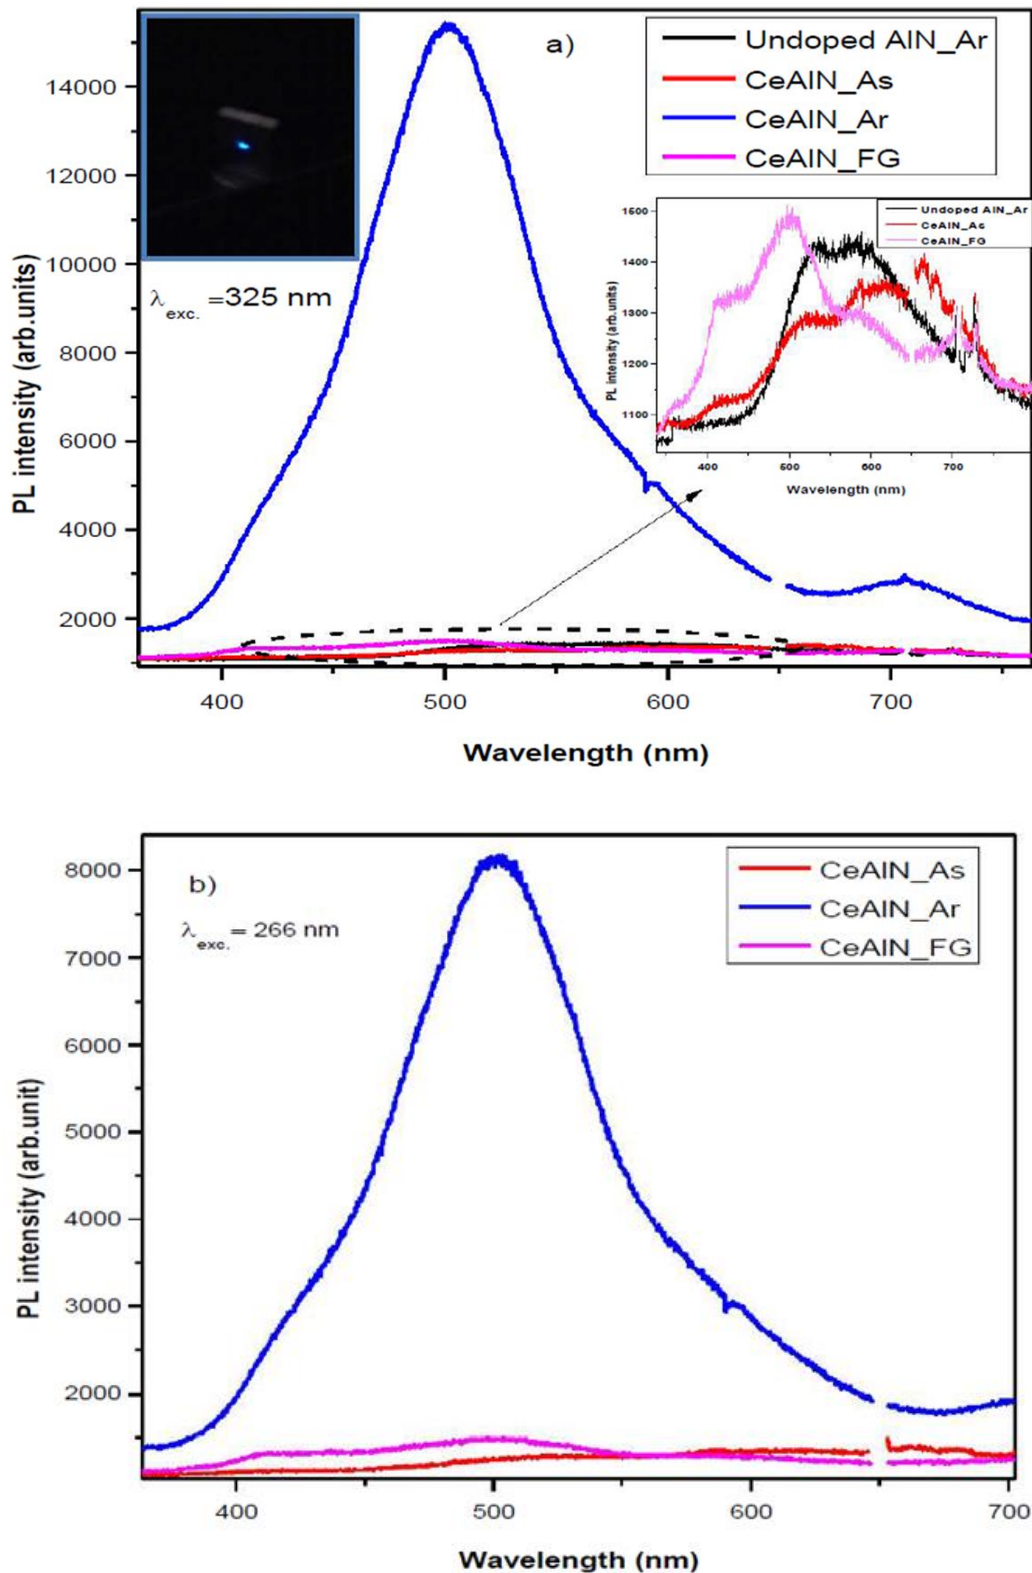 a)
Undoped AlN_Ar
CeAlN_As
CeAlN_Ar
CeAlN_FG
λexc. =325 nm
PL intensity (arb.units)
14000
12000
10000
8000
6000
4000
2000
400 500 600 700
Wavelength (nm)
Undoped AlN_Ar
CeAlN_As
CeAlN_FG
PL intensity (arb.units)
1500
1400
1300
1200
1100
400 500 600 700
Wavelength (nm)
b)
λexc. = 266 nm
CeAlN_As
CeAlN_Ar
CeAlN_FG
PL intensity (arb.unit)
8000
7000
6000
5000
4000
3000
2000
400 500 600 700
Wavelength (nm)